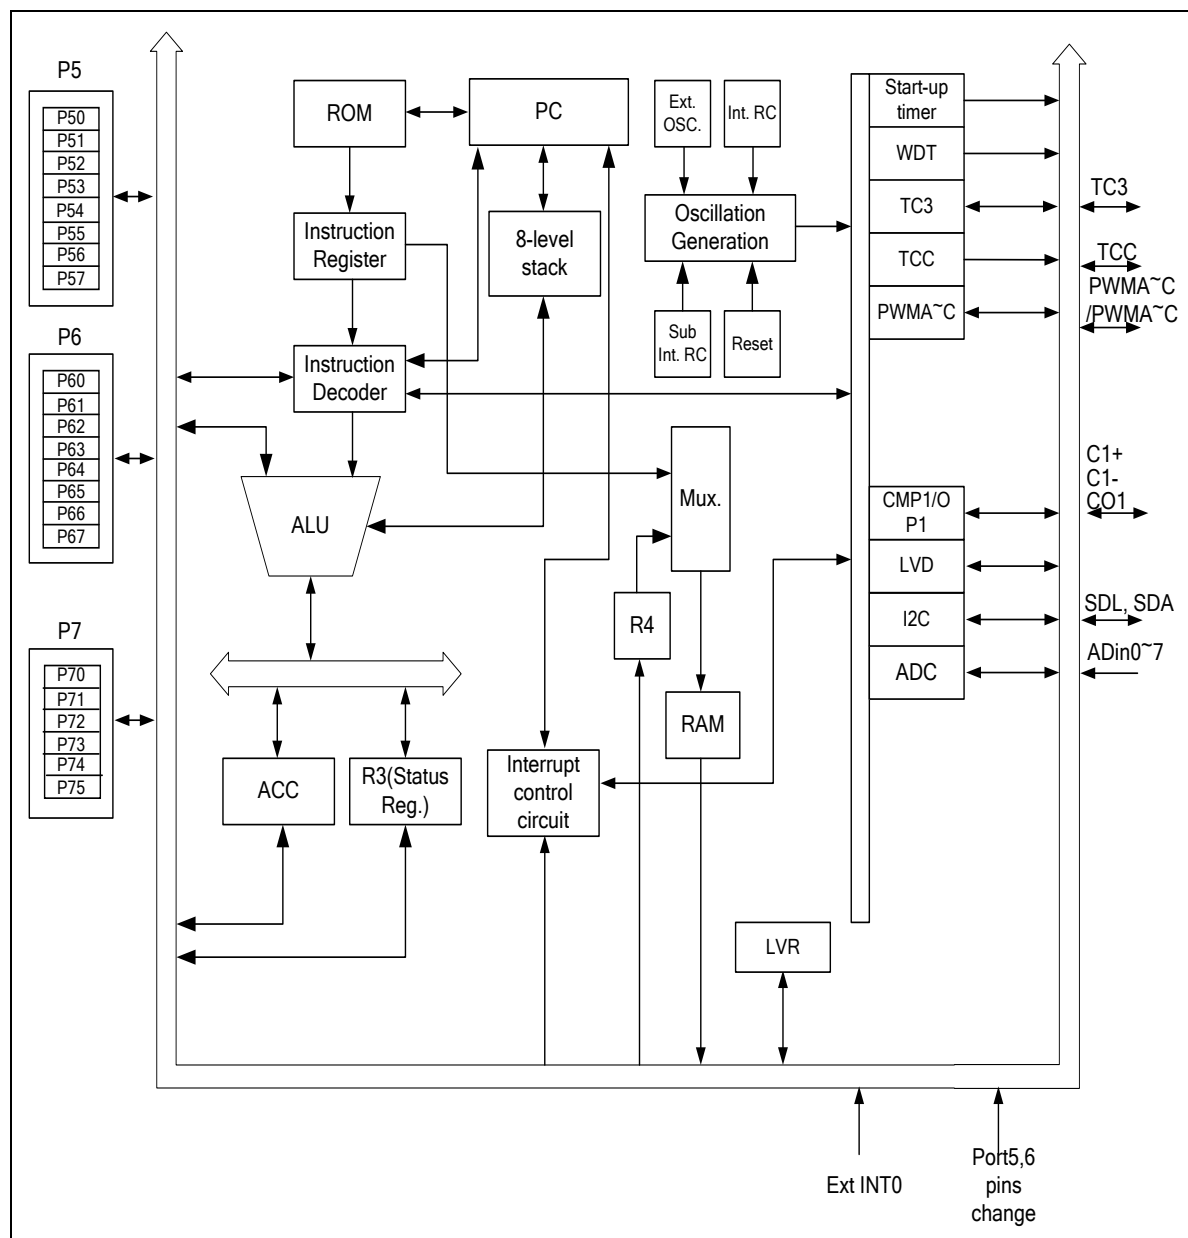 P5
P50
P51
P52
P53
P54
P55
P56
P57
P6
P60
P61
P62
P63
P64
P65
P66
P67
P7
P70
P71
P72
P73
P74
P75
ROM
PC
Instruction
Register
8-level
stack
Instruction
Decoder
ALU
ACC
R3(Status
Reg.)
Interrupt
control
circuit
Ext.
OSC.
Int. RC
Oscillation
Generation
Sub
Int. RC
Reset
Mux.
R4
RAM
LVR
Start-up
timer
WDT
TC3
TCC
PWMA~C
CMP1/O
P1
LVD
I2C
ADC
TC3
TCC
PWMA~C
/PWMA~C
C1+
C1-
CO1
SDL, SDA
ADin0~7
Ext INT0
Port5,6
pins
change